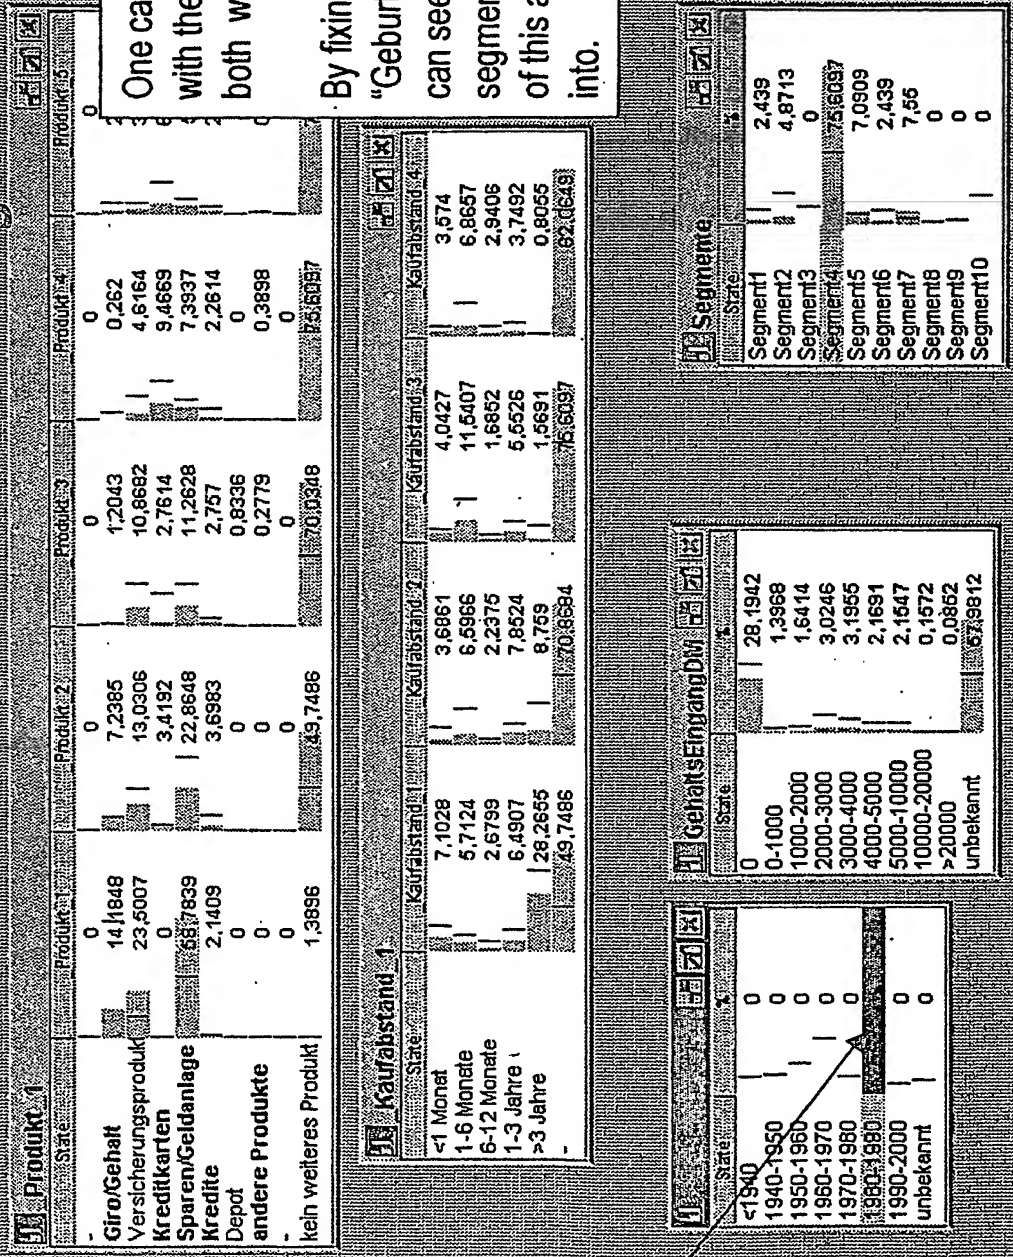 Produkt_1
State Produkt 1 Produkt 2 Produkt 3 Produkt 4 Produkt 5
- 0 0 0 0 0
Giro/Gehalt 14,1848 7,2385 1,2043 0,262
Versicherungsprodukt 23,5007 13,0306 10,8682 4,6164
Kreditkarten 0 3,4192 2,7614 9,4669
Sparen/Geldanlage 58,7839 22,8648 11,2628 7,3937
Kredite 2,1409 3,6983 2,757 2,2614
Depot 0 0 0,8336 0
andere Produkte 0 0 0,2779 0,3898
- 0 0 0 0
kein weiteres Produkt 1,3896 49,7486 70,0348 75,6097
One ca
with the
both w
By fixin
"Gebur
can see
segmen
of this a
into.
Kaufabstand_1
State Kaufabstand 1 Kaufabstand 2 Kaufabstand 3 Kaufabstand 4
<1 Monat 7,1028 3,6861 4,0427 3,574
1-6 Monate 5,7124 6,5966 11,5407 6,8657
6-12 Monate 2,6799 2,2375 1,6852 2,9406
1-3 Jahre 6,4907 7,8524 5,5526 3,7492
>3 Jahre 28,2655 8,759 1,5691 0,8055
- 49,7486 70,8684 75,6097 82,0649
State %
<1940 0
1940-1950 0
1950-1960 0
1960-1970 0
1970-1980 0
1980-1990
1990-2000 0
unbekannt 0
GehaltsEingangDM
State %
0 28,1942
0-1000 1,3968
1000-2000 1,6414
2000-3000 3,0246
3000-4000 3,1955
4000-5000 2,1691
5000-10000 2,1547
10000-20000 0,1572
>20000 0,0862
unbekannt 57,9812
Segmente
State %
Segment1 2,439
Segment2 4,8713
Segment3 0
Segment4 75,6097
Segment5 7,0909
Segment6 2,439
Segment7 7,55
Segment8 0
Segment9 0
Segment10 0